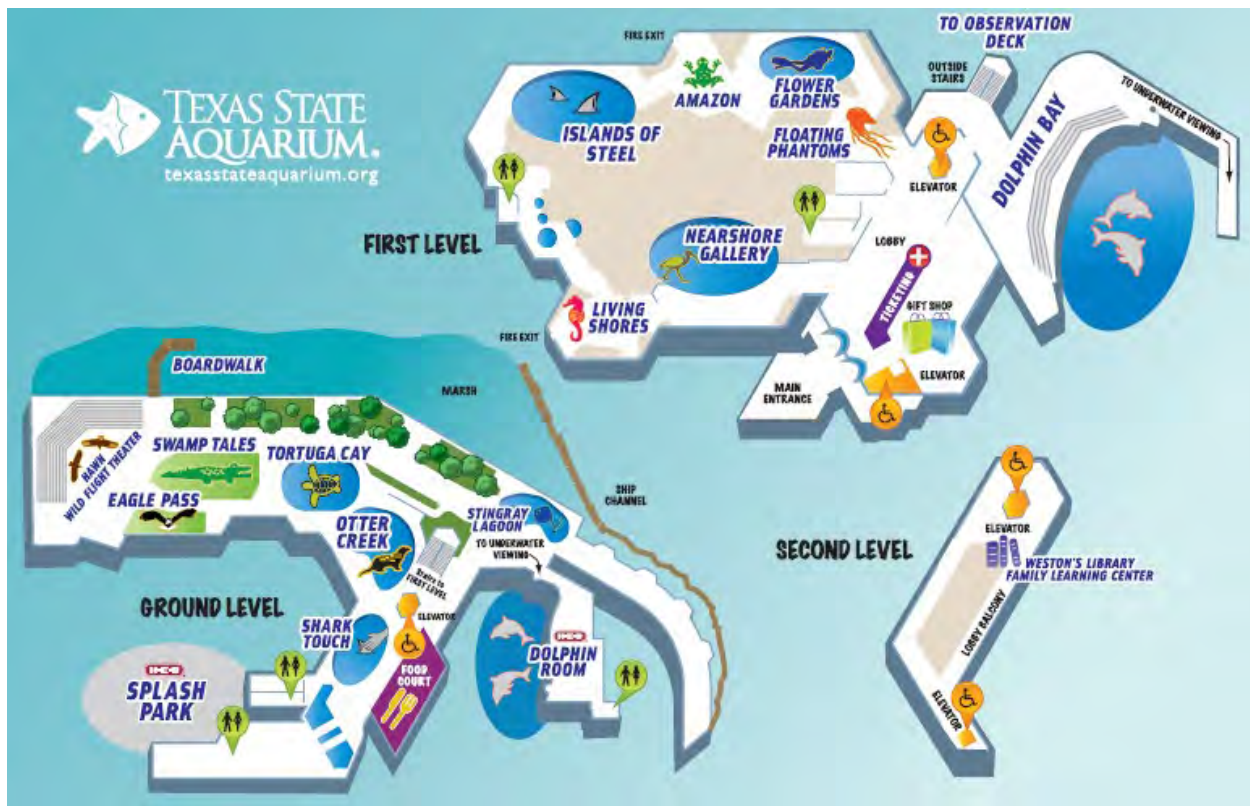 TEXAS STATE
AQUARIUM.
texasstateaquarium.org
FIRST LEVEL
FIRE EXIT
ISLANDS OF
STEEL
AMAZON
FLOWER
GARDENS
FLOATING
PHANTOMS
TO OBSERVATION
DECK
OUTSIDE
STAIRS
ELEVATOR
DOLPHIN BAY
TO UNDERWATER VIEWING
NEARSHORE
GALLERY
LIVING
SHORES
FIRE EXIT
LOBBY
TICKETING
GIFT SHOP
ELEVATOR
MAIN
ENTRANCE
BOARDWALK
MARSH
SHIP
CHANNEL
HAWN
WILD FLIGHT THEATER
SWAMP TALES
EAGLE PASS
TORTUGA CAY
OTTER
CREEK
STINGRAY
LAGOON
TO UNDERWATER
VIEWING
Stairs to
FIRST LEVEL
GROUND LEVEL
ELEVATOR
SHARK
TOUCH
FOOD
COURT
H-E-B
DOLPHIN
ROOM
H-E-B
SPLASH
PARK
SECOND LEVEL
ELEVATOR
WESTON'S LIBRARY
FAMILY LEARNING CENTER
LOBBY BALCONY
ELEVATOR